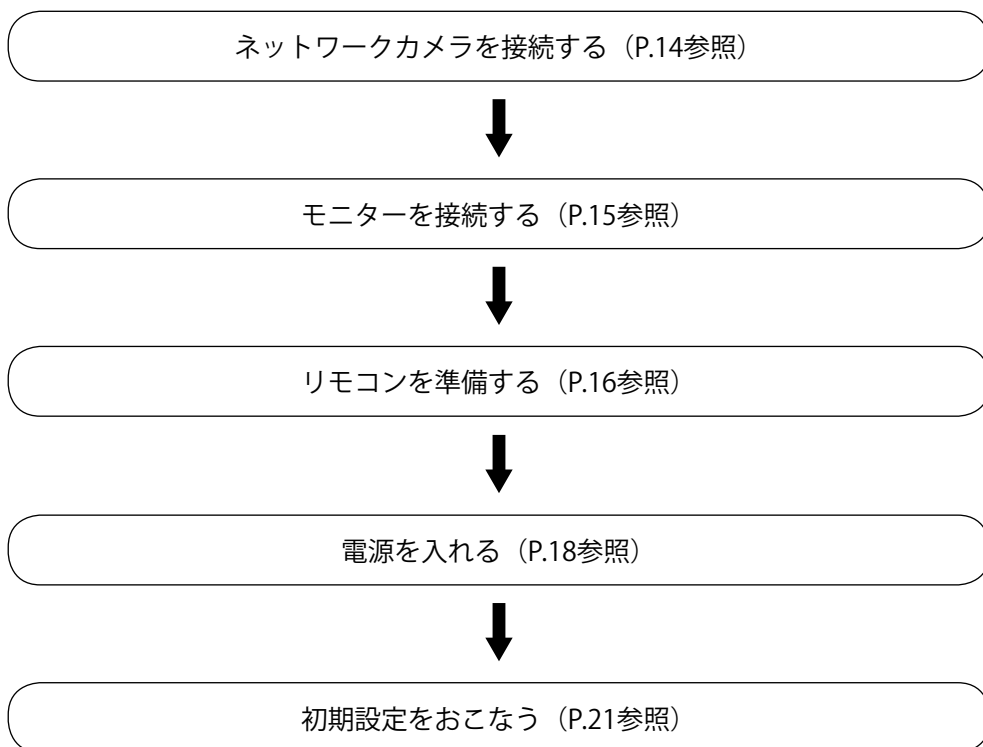 ネットワークカメラを接続する（P.14参照）
モニターを接続する（P.15参照）
リモコンを準備する（P.16参照）
電源を入れる（P.18参照）
初期設定をおこなう（P.21参照）